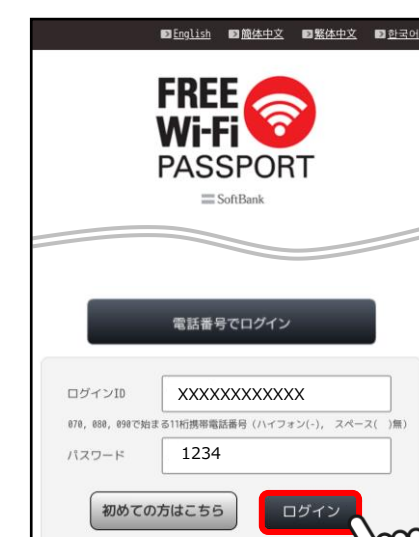 English 簡体中文 繁体中文 한국어
FREE
Wi-Fi
PASSPORT
SoftBank
電話番号でログイン
ログインID XXXXXXXXXXXX
070, 080, 090で始まる11桁携帯電話番号（ハイフォン(-), スペース( )無）
パスワード 1234
初めての方はこちら ログイン